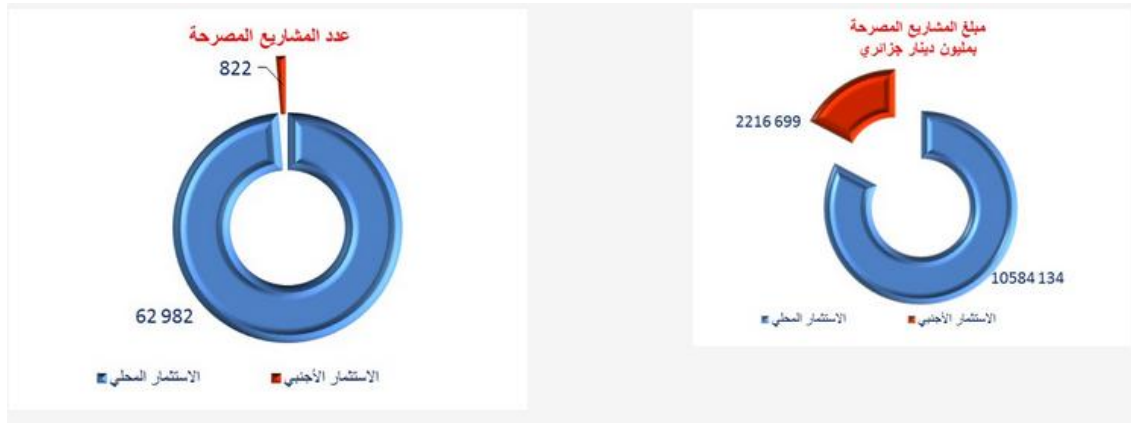 عدد المشاريع المصرحة
822
62 982
الاستثمار المحلي
الاستثمار الأجنبي
مبلغ المشاريع المصرحة
بمليون دينار جزائري
2216 699
10584 134
الاستثمار المحلي
الاستثمار الأجنبي